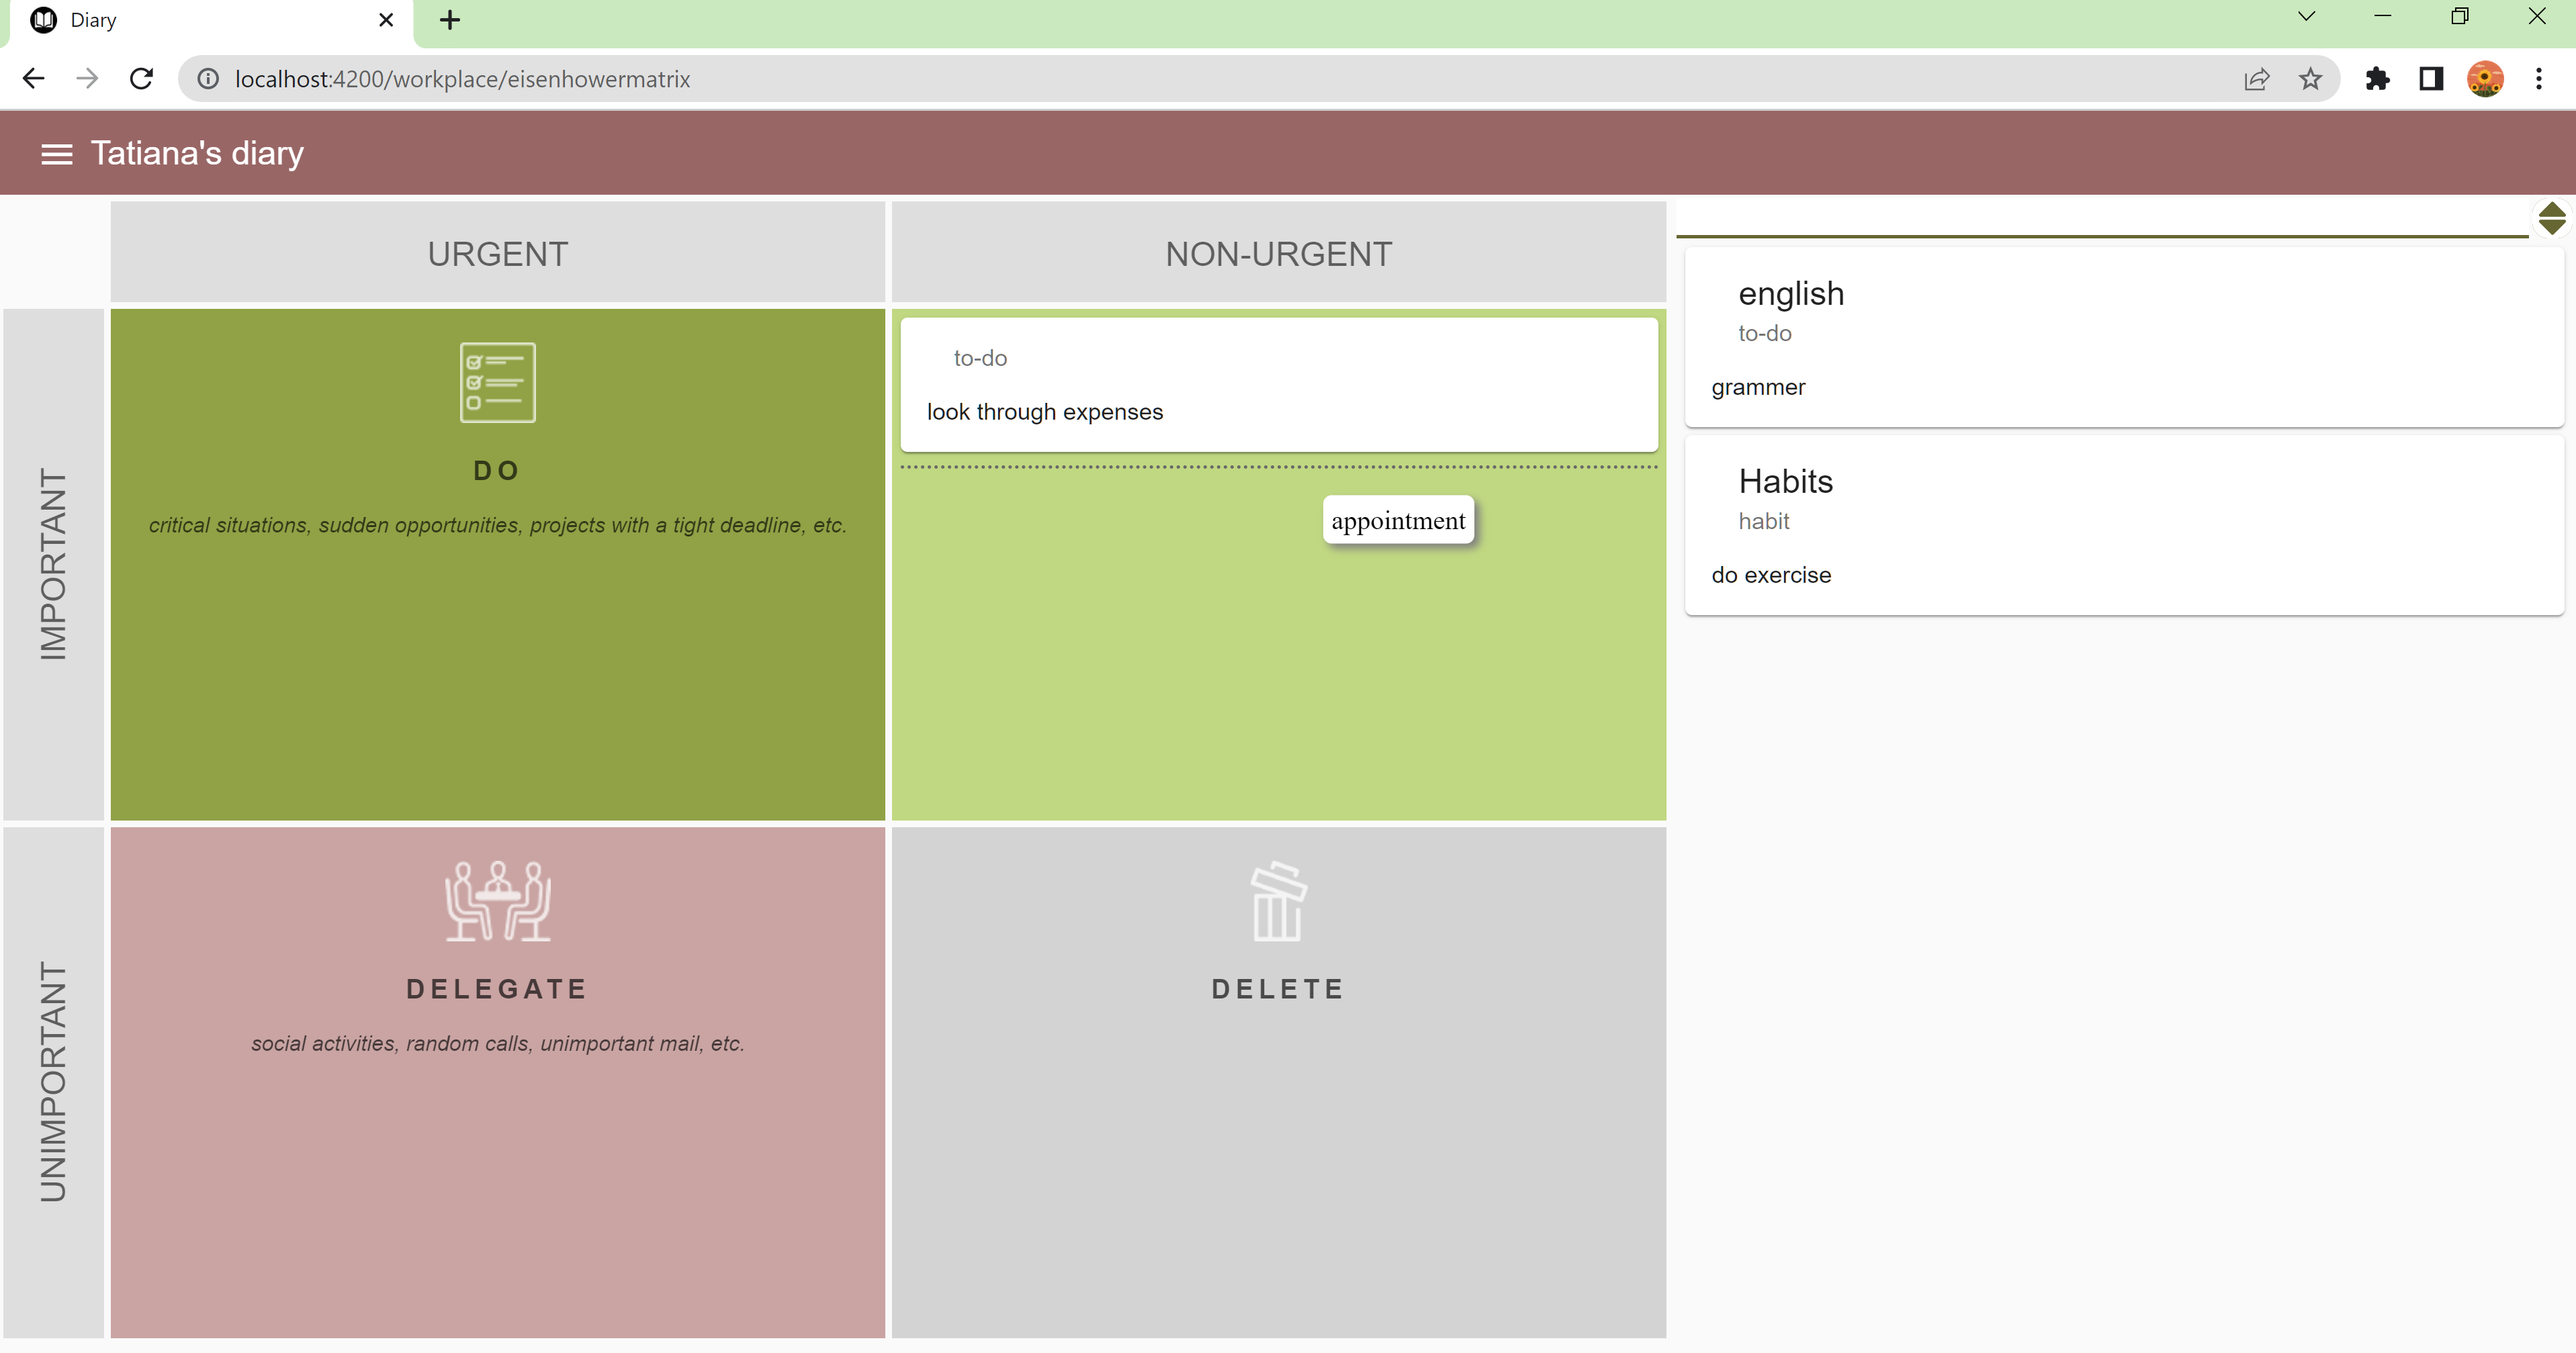 Diary
localhost:4200/workplace/eisenhowermatrix
Tatiana's diary
URGENT
NON-URGENT
IMPORTANT
DO
critical situations, sudden opportunities, projects with a tight deadline, etc.
to-do
look through expenses
appointment
UNIMPORTANT
DELEGATE
social activities, random calls, unimportant mail, etc.
DELETE
english
to-do
grammer
Habits
habit
do exercise